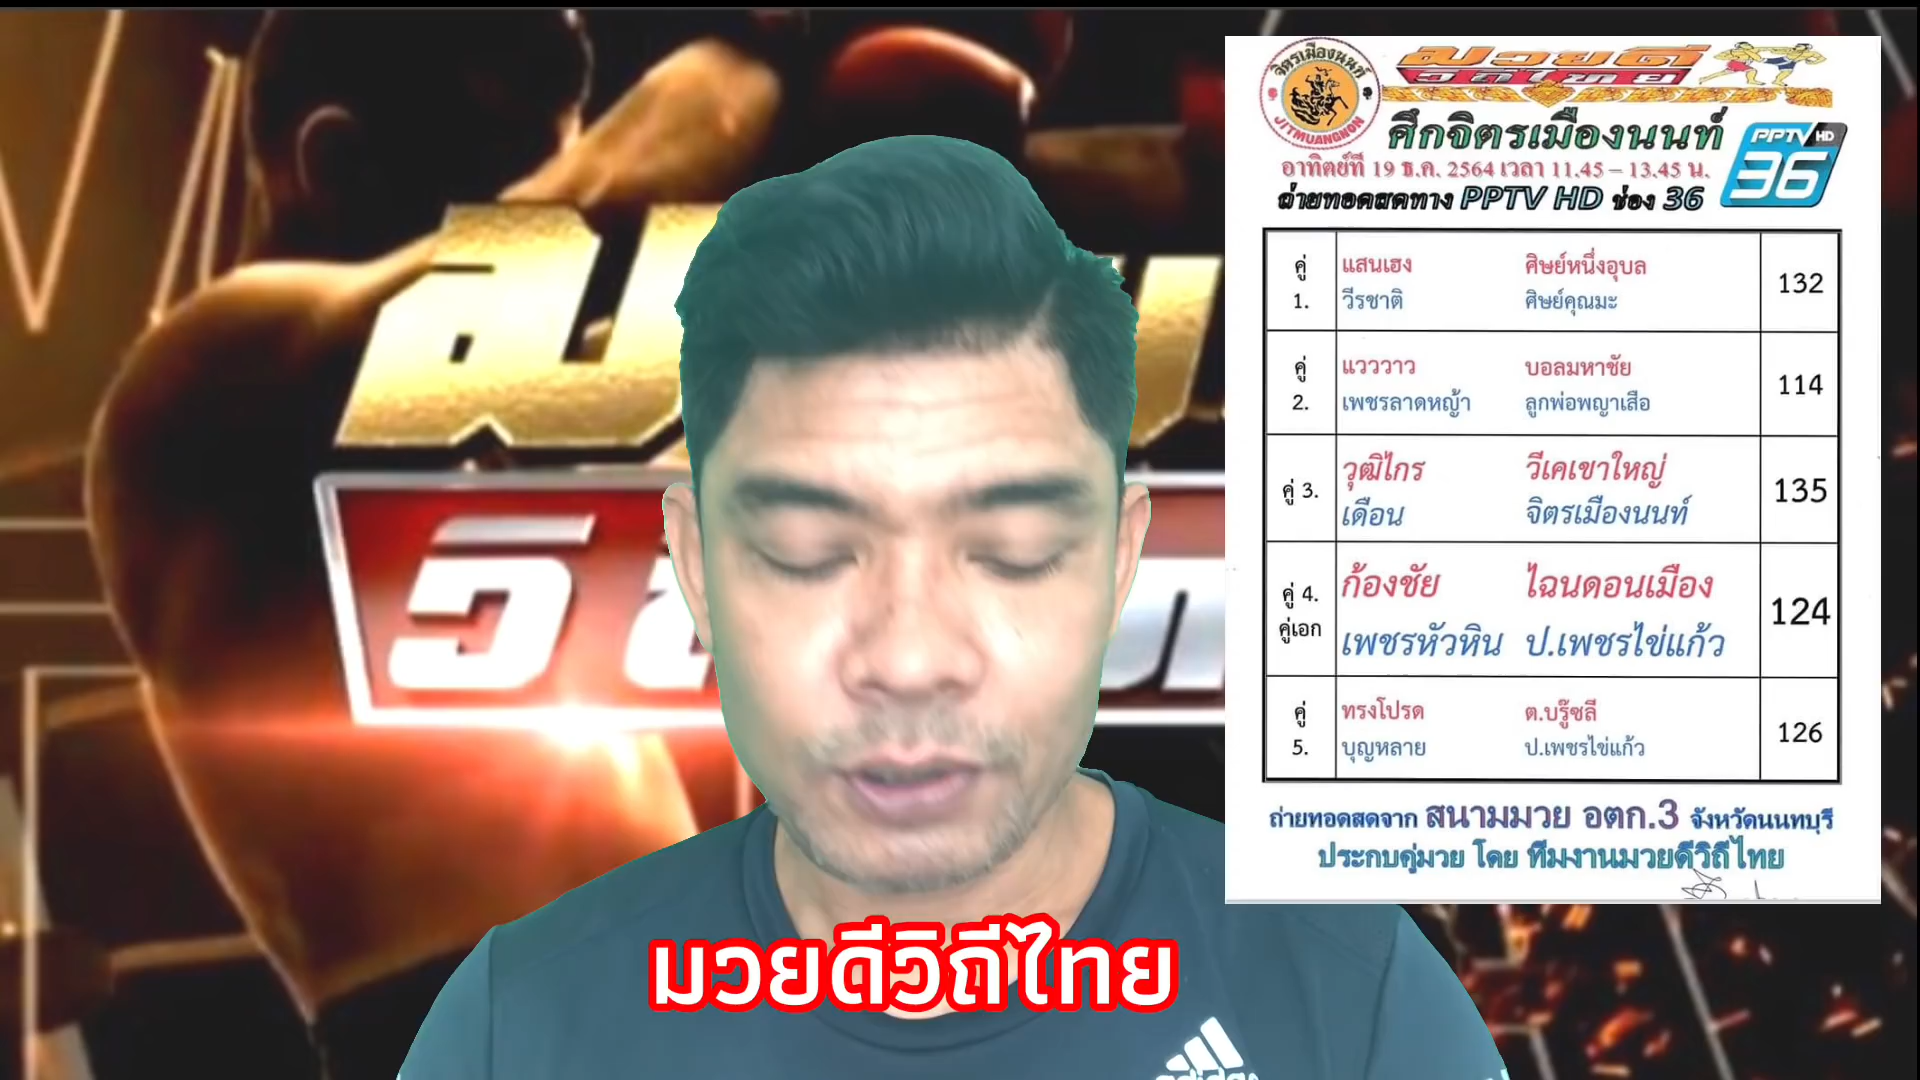 จิตรเมืองนนท์
JITMUANGNON
มวยดี
วิถีไทย
ศึกจิตรเมืองนนท์
PPTV HD
36
อาทิตย์ที่ 19 ธ.ค. 2564 เวลา 11.45 – 13.45 น.
ถ่ายทอดสดทาง PPTV HD ช่อง 36
คู่ 1.
แสนเฮง ศิษย์หนึ่งอุบล
วีรชาติ ศิษย์คุณมะ
132
คู่ 2.
แวววาว บอลมหาชัย
เพชรลาดหญ้า ลูกพ่อพญาเสือ
114
คู่ 3.
วุฒิไกร วีเคเขาใหญ่
เดือน จิตรเมืองนนท์
135
คู่ 4.
คู่เอก
ก้องชัย ไฉนดอนเมือง
เพชรหัวหิน ป.เพชรไข่แก้ว
124
คู่ 5.
ทรงโปรด ต.บรู๊ซลี
บุญหลาย ป.เพชรไข่แก้ว
126
ถ่ายทอดสดจาก สนามมวย อตก.3 จังหวัดนนทบุรี
ประกบคู่มวย โดย ทีมงานมวยดีวิถีไทย
มวยดีวิถีไทย